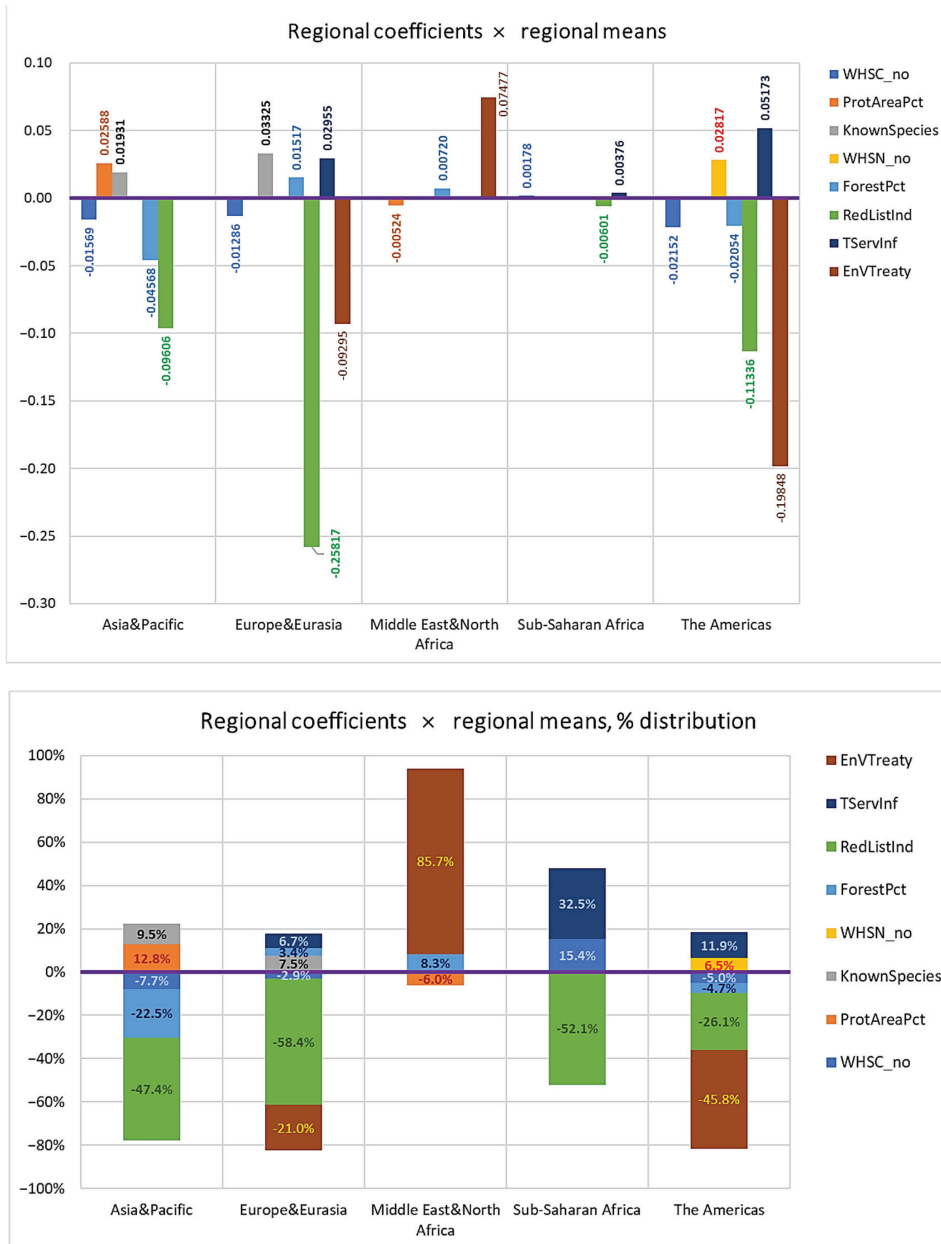 Regional coefficients × regional means
0.10
0.05
0.00
−0.05
−0.10
−0.15
−0.20
−0.25
−0.30
-0.01569
0.02588
0.01931
-0.04568
-0.09606
-0.01286
0.03325
0.01517
-0.25817
0.02955
-0.09295
-0.00524
0.00720
0.07477
0.00178
-0.00601
0.00376
-0.02152
0.02817
-0.02054
-0.11336
0.05173
-0.19848
Asia&Pacific
Europe&Eurasia
Middle East&North
Africa
Sub-Saharan Africa
The Americas
WHSC_no
ProtAreaPct
KnownSpecies
WHSN_no
ForestPct
RedListInd
TServInf
EnVTreaty
Regional coefficients × regional means, % distribution
100%
80%
60%
40%
20%
0%
−20%
−40%
−60%
−80%
−100%
9.5%
12.8%
-7.7%
-22.5%
-47.4%
6.7%
3.4%
7.5%
-2.9%
-58.4%
-21.0%
85.7%
8.3%
-6.0%
32.5%
15.4%
-52.1%
11.9%
6.5%
-5.0%
-4.7%
-26.1%
-45.8%
Asia&Pacific
Europe&Eurasia
Middle East&North
Africa
Sub-Saharan Africa
The Americas
EnVTreaty
TServInf
RedListInd
ForestPct
WHSN_no
KnownSpecies
ProtAreaPct
WHSC_no